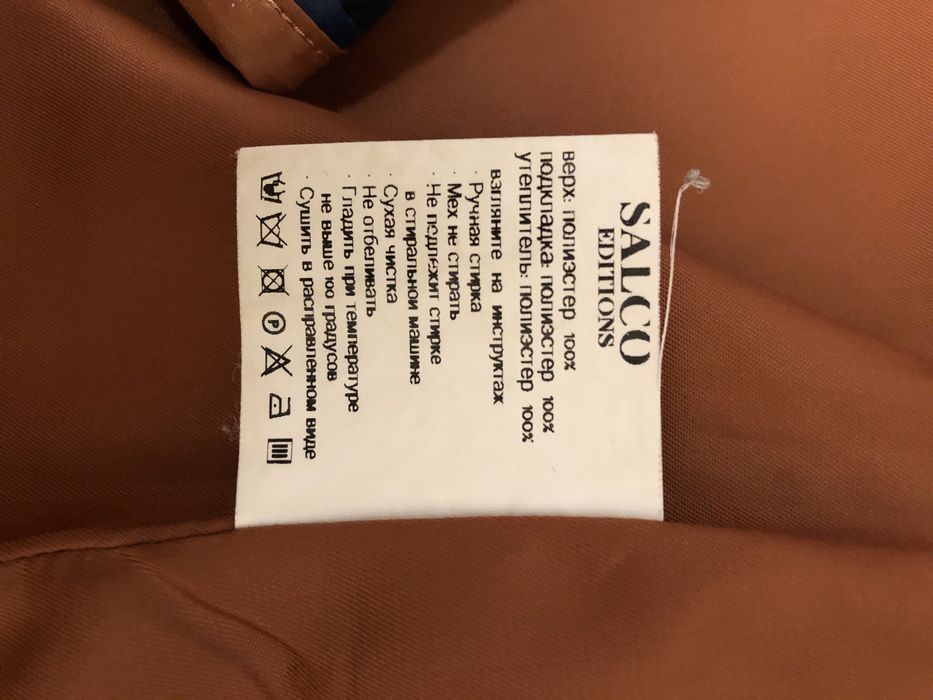 SALCO
EDITIONS
верх: полиэстер 100%
подкладка: полиэстер 100%
утеплитель: полиэстер 100%
взгляните на инструктаж
· Ручная стирка
· Мех не стирать
· Не подлежит стирке
в стиральной машине
· Сухая чистка
· Не отбеливать
· Гладить при температуре
не выше 100 градусов
· Сушить в расправленном виде
P